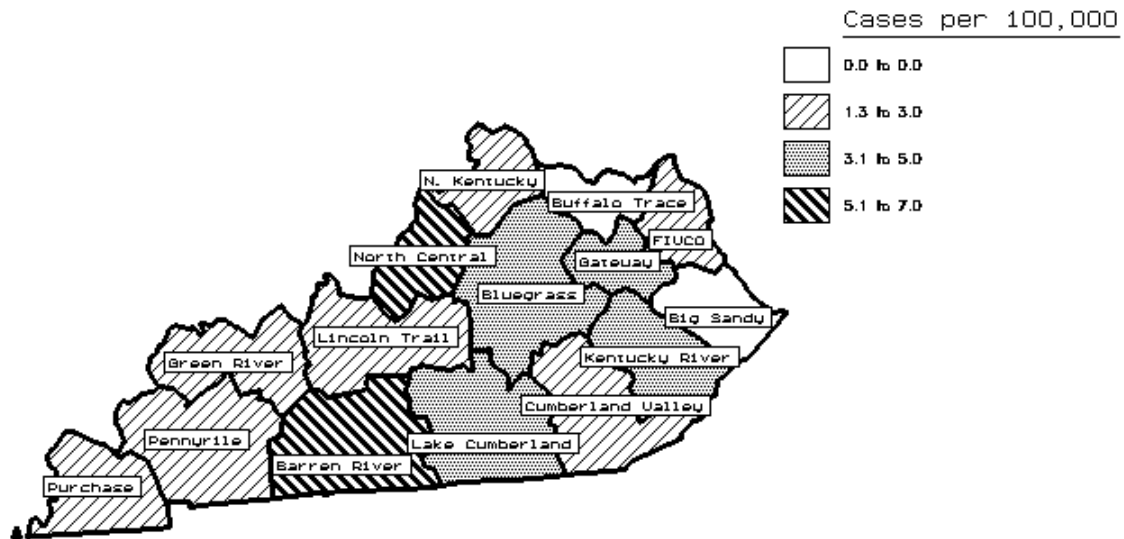 Cases per 100,000
0.0 to 0.0
1.3 to 3.0
3.1 to 5.0
5.1 to 7.0
N. Kentucky
Buffalo Trace
FIVCO
North Central
Gateway
Bluegrass
Big Sandy
Lincoln Trail
Green River
Kentucky River
Cumberland Valley
Pennyrile
Lake Cumberland
Barren River
Purchase